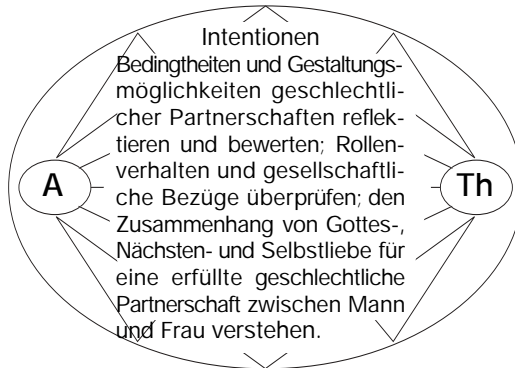 Intentionen
Bedingtheiten und Gestaltungs-
möglichkeiten geschlechtli-
cher Partnerschaften reflek-
tieren und bewerten; Rollen-
verhalten und gesellschaftli-
A
che Bezüge überprüfen; den
Th
Zusammenhang von Gottes-,
Nächsten- und Selbstliebe für
eine erfüllte geschlechtliche
Partnerschaft zwischen Mann
und Frau verstehen.